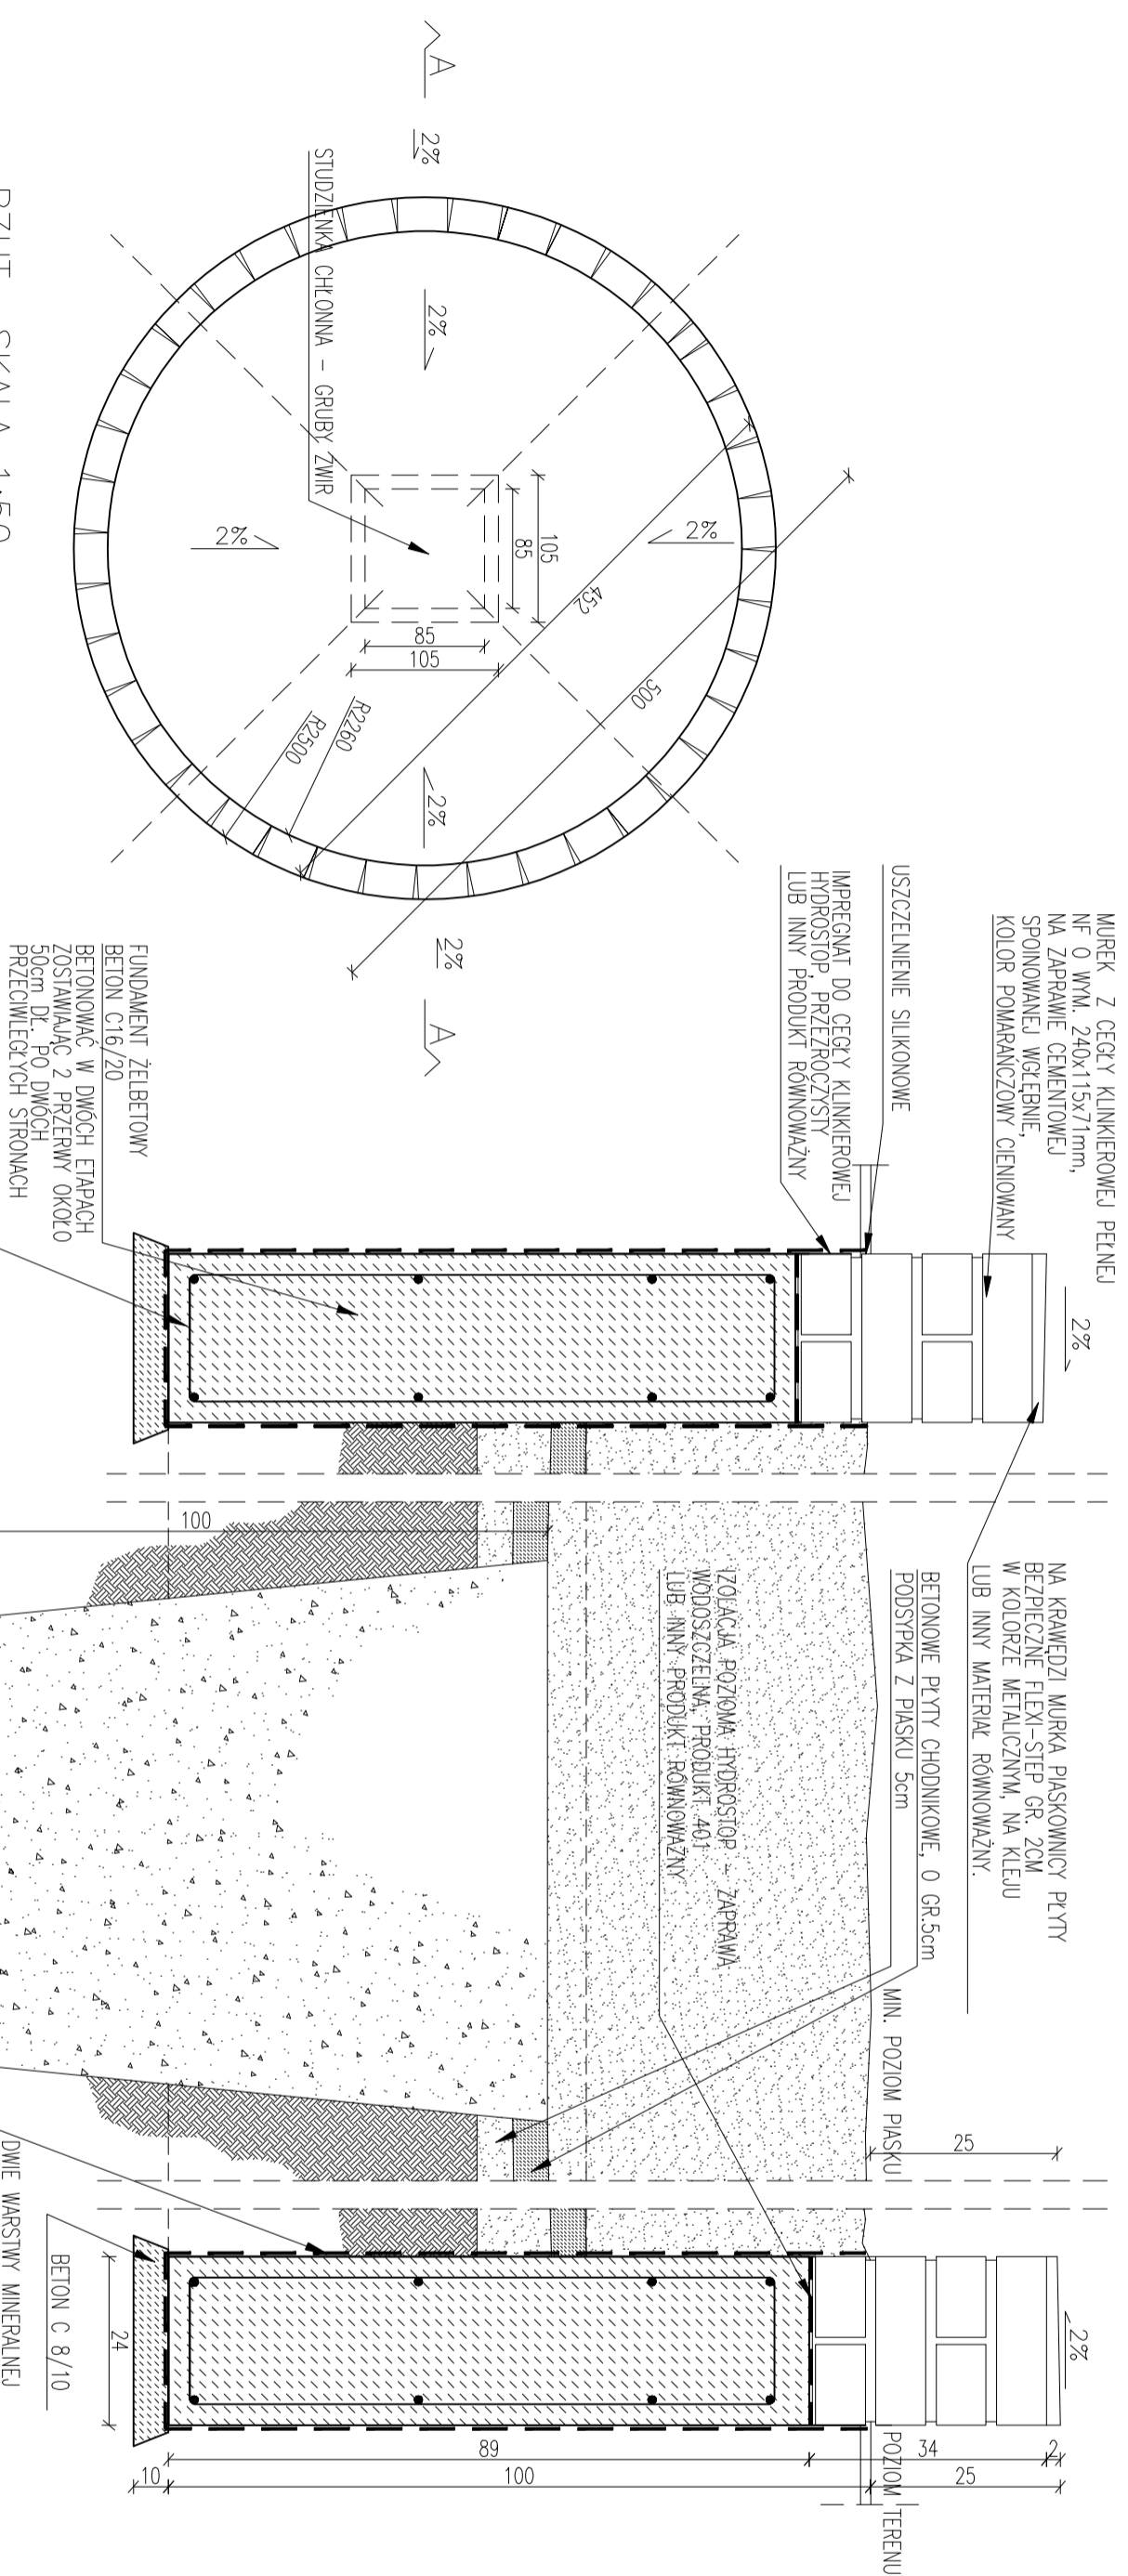 MUREK Z CEGŁY KLINKIEROWEJ PEŁNEJ
NF O WYM. 240x115x71mm,
NA ZAPRAWIE CEMENTOWEJ
SPOINOWANEJ WGŁĘBNIE,
KOLOR POMARAŃCZOWY CIENIOWANY
USZCZELNIENIE SILIKONOWE
IMPREGNAT DO CEGŁY KLINKIEROWEJ
HYDROSTOP, PRZEZROCZYSTY
LUB INNY PRODUKT RÓWNOWAŻNY
NA KRAWĘDZI MURKA PIASKOWNICY PŁYTY
BEZPIECZNE FLEXI-STEP GR. 2CM
W KOLORZE METALICZNYM, NA KLEJU
LUB INNY MATERIAŁ RÓWNOWAŻNY.
BETONOWE PŁYTY CHODNIKOWE, O GR.5cm
PODSYPKA Z PIASKU 5cm
MIN. POZIOM PIASKU
POZIOM TERENU
IZOLACJA POZIOMA HYDROSTOP - ZAPRAWA
WODOSZCZELNA, PRODUKT 401
LUB INNY PRODUKT RÓWNOWAŻNY
2%
2%
25
2
34
25
89
100
10
24
100
BETON C 8/10
DWIE WARSTWY MINERALNEJ
FUNDAMENT ŻELBETOWY
BETON C16/20
BETONOWAĆ W DWÓCH ETAPACH
ZOSTAWIAJĄC 2 PRZERWY OKOŁO
50cm DŁ. PO DWÓCH
PRZECIWLEGŁYCH STRONACH
A
2%
2%
2%
2%
2%
2%
A
STUDZIENKA CHŁONNA - GRUBY ŻWIR
105
85
85
105
452
500
R2260
R2500
RZUT SKALA 1:50